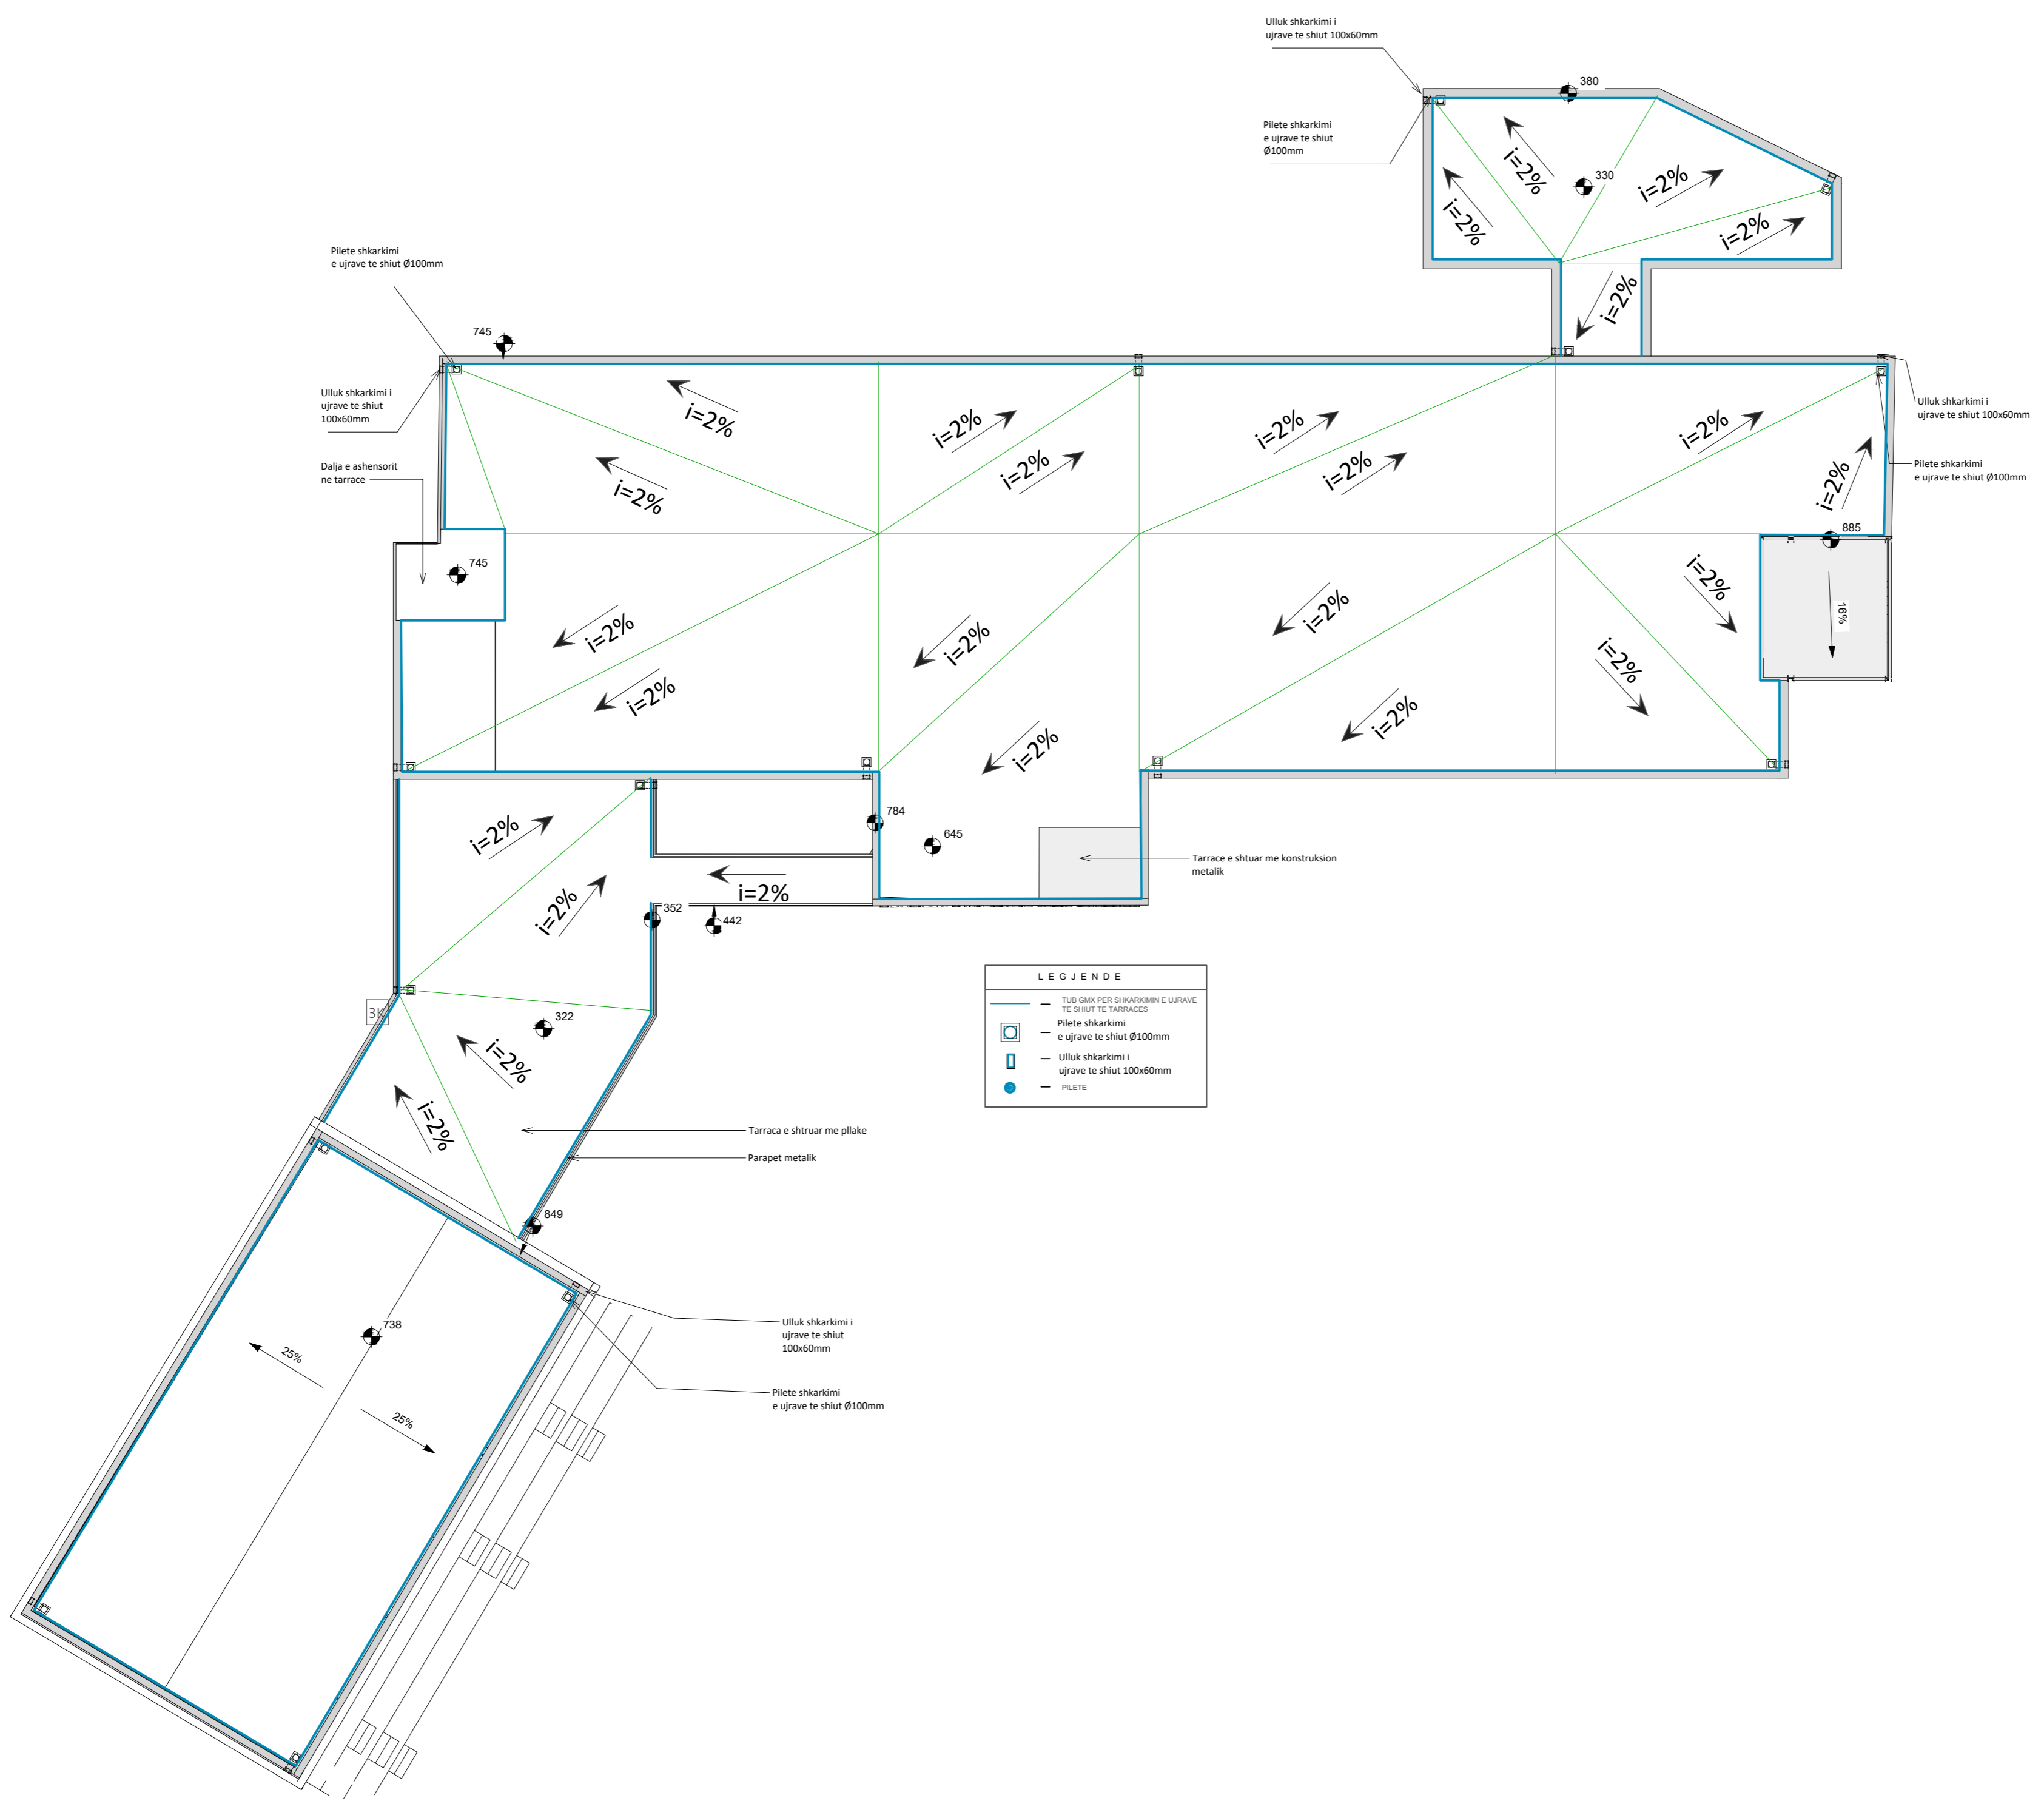 Ulluk shkarkimi i
ujrave te shiut 100x60mm
380
Pilete shkarkimi
e ujrave te shiut
Ø100mm
i=2%
i=2%
330
i=2%
i=2%
i=2%
Pilete shkarkimi
e ujrave te shiut Ø100mm
745
Ulluk shkarkimi i
ujrave te shiut
100x60mm
i=2%
i=2%
i=2%
i=2%
Ulluk shkarkimi i
ujrave te shiut 100x60mm
Dalja e ashensorit
ne tarrace
i=2%
i=2%
i=2%
i=2%
Pilete shkarkimi
e ujrave te shiut Ø100mm
885
745
i=2%
16%
i=2%
i=2%
i=2%
i=2%
i=2%
i=2%
i=2%
784
645
i=2%
Tarrace e shtuar me konstruksion
metalik
i=2%
i=2%
352
442
LEGJENDE
TUB GMX PER SHKARKIMIN E UJRAVE
TE SHIUT TE TARRACES
Pilete shkarkimi
e ujrave te shiut Ø100mm
Ulluk shkarkimi i
ujrave te shiut 100x60mm
PILETE
322
i=2%
i=2%
Tarraca e shtruar me pllake
Parapet metalik
849
738
25%
25%
Ulluk shkarkimi i
ujrave te shiut
100x60mm
Pilete shkarkimi
e ujrave te shiut Ø100mm